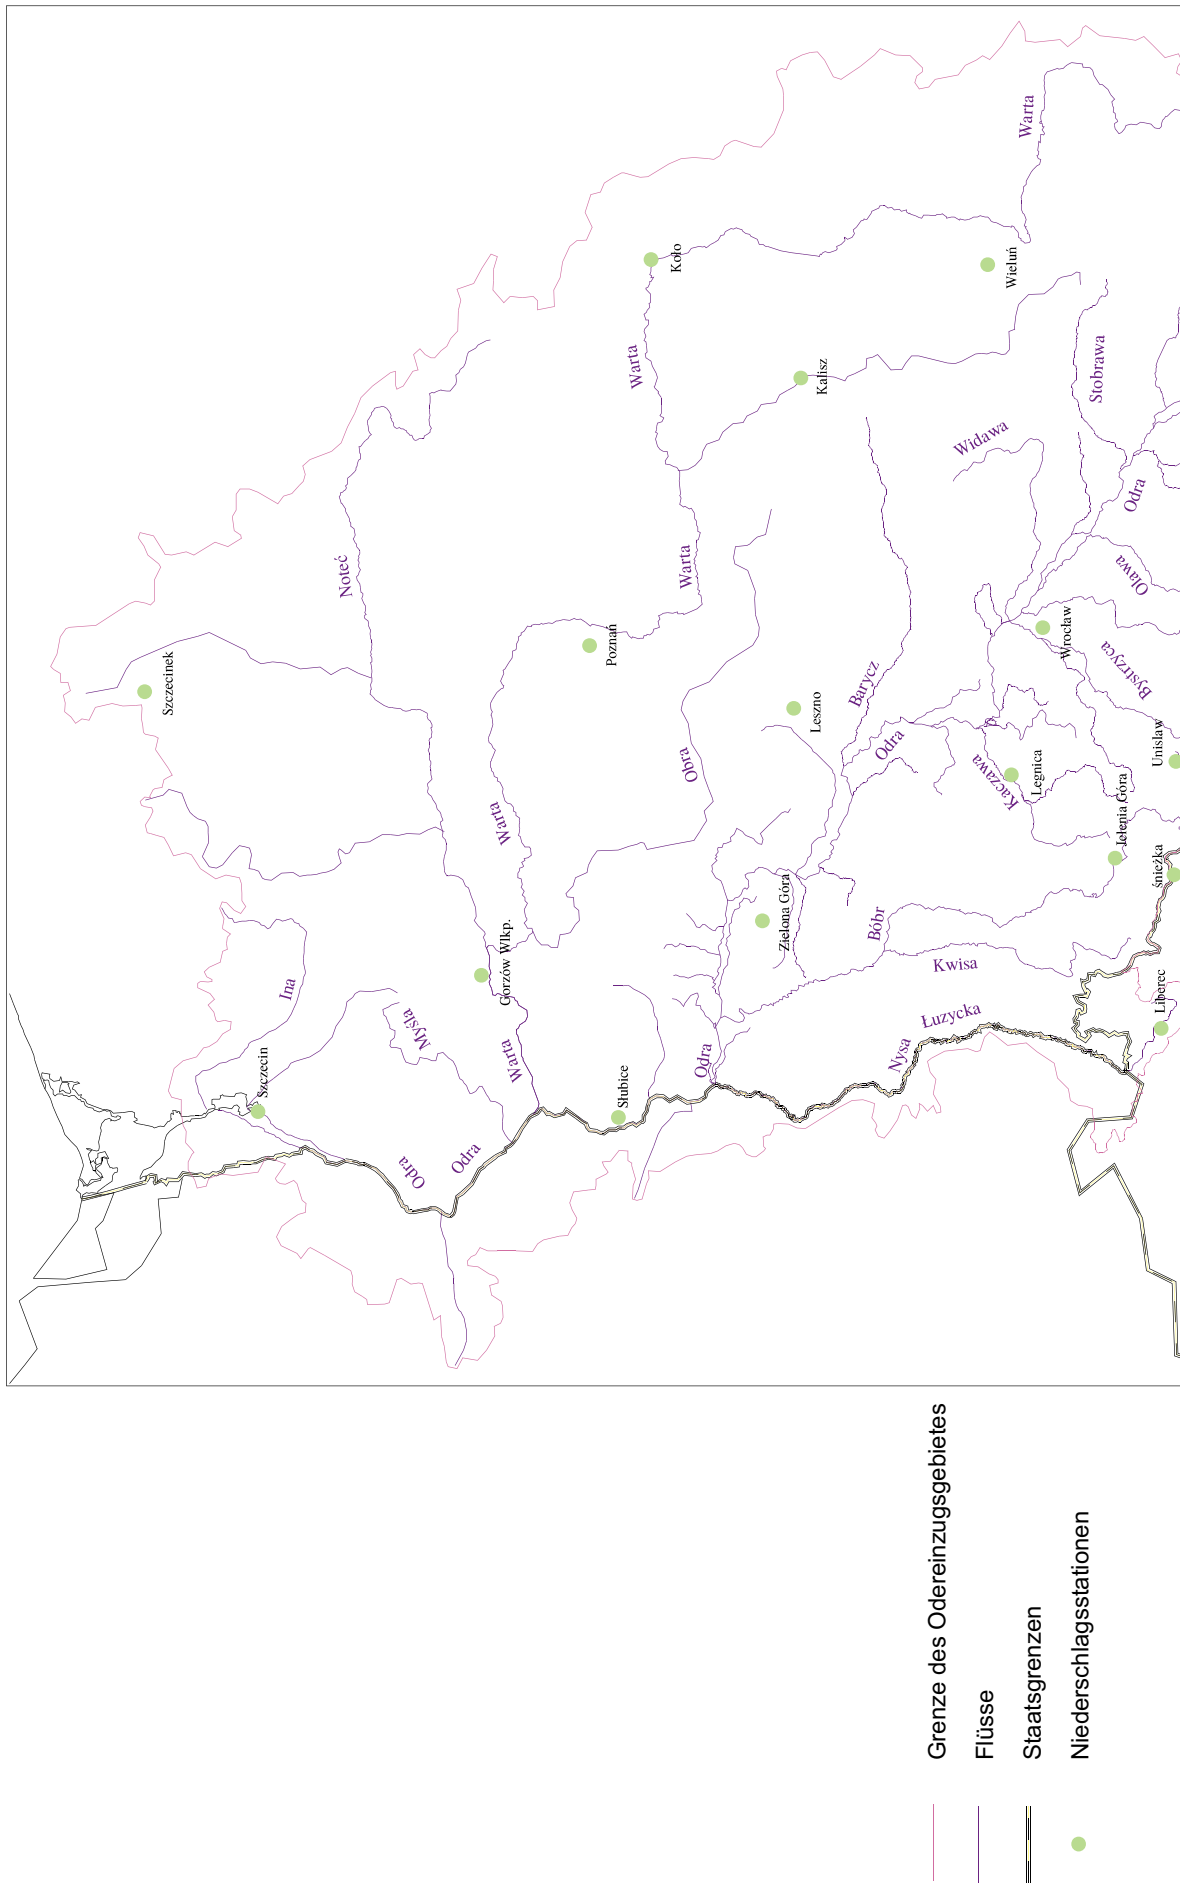 Szczecinek
Noteć
Ina
Szczecin
Myśla
Gorzów Wlkp.
Warta
Odra
Odra
Warta
Poznań
Warta
Warta
Koło
Obra
Słubice
Odra
Zielona Góra
Leszno
Kalisz
Barycz
Odra
Bóbr
Kwisa
Nysa
Łużycka
Widawa
Wieluń
Warta
Stobrawa
Odra
Oława
Wrocław
Bystrzyca
Kaczawa
Legnica
Jelenia Góra
Unisław
śnieżka
Liberec
Grenze des Odereinzugsgebietes
Flüsse
Staatsgrenzen
Niederschlagsstationen